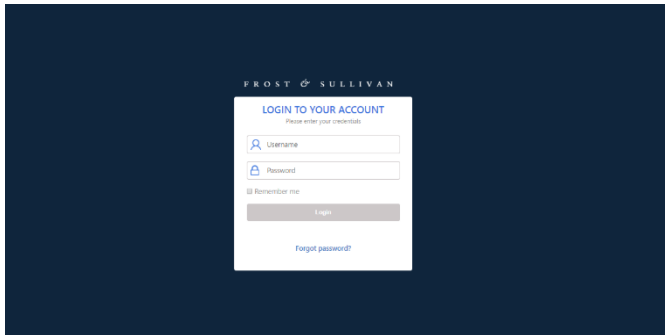 FROST & SULLIVAN
LOGIN TO YOUR ACCOUNT
Please enter your credentials
Username
Password
Remember me
Login
Forgot password?